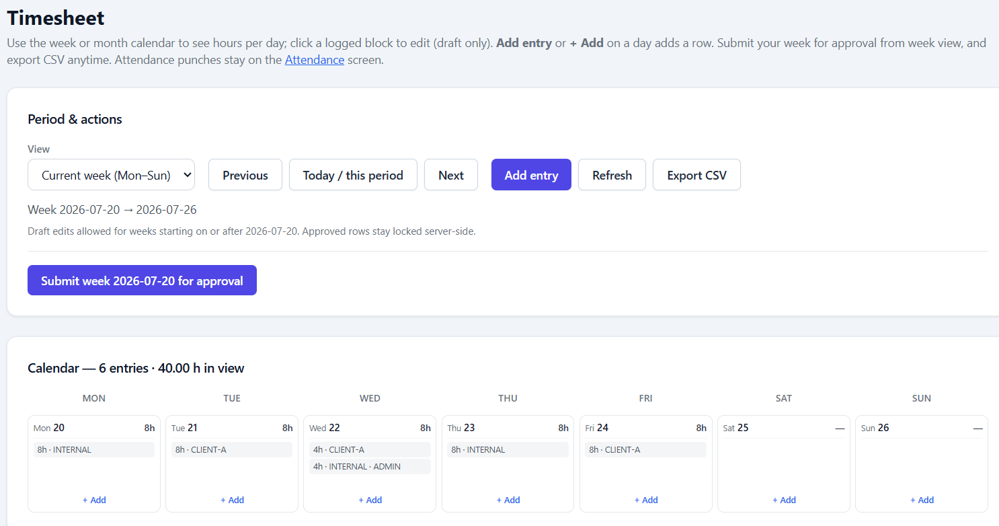 Timesheet
Use the week or month calendar to see hours per day; click a logged block to edit (draft only). Add entry or + Add on a day adds a row. Submit your week for approval from week view, and
export CSV anytime. Attendance punches stay on the Attendance screen.
Period & actions
View
Current week (Mon–Sun) Previous Today / this period Next Add entry Refresh Export CSV
Week 2026-07-20 → 2026-07-26
Draft edits allowed for weeks starting on or after 2026-07-20. Approved rows stay locked server-side.
Submit week 2026-07-20 for approval
Calendar — 6 entries · 40.00 h in view
MON TUE WED THU FRI SAT SUN
Mon 20 8h Tue 21 8h Wed 22 8h Thu 23 8h Fri 24 8h Sat 25 — Sun 26 —
8h · INTERNAL 8h · CLIENT-A 4h · CLIENT-A 8h · INTERNAL 8h · CLIENT-A
4h · INTERNAL · ADMIN
+ Add + Add + Add + Add + Add + Add + Add